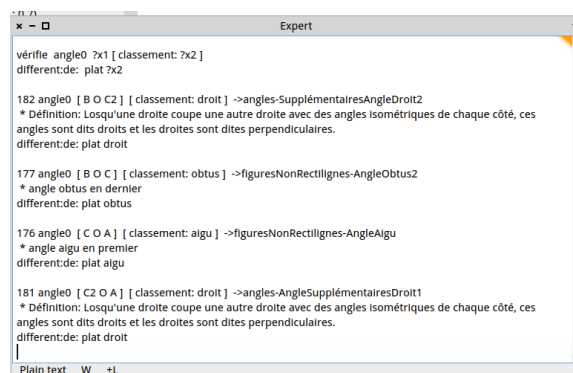 Expert
vérifie  angle0  ?x1 [ classement: ?x2 ]
different:de:  plat ?x2
182 angle0  [ B O C2 ]  [ classement: droit ]  ->angles-SupplémentairesAngleDroit2
* Définition: Losqu'une droite coupe une autre droite avec des angles isométriques de chaque côté, ces
angles sont dits droits et les droites sont dites perpendiculaires.
different:de: plat droit
177 angle0  [ B O C ]  [ classement: obtus ]  ->figuresNonRectilignes-AngleObtus2
* angle obtus en dernier
different:de: plat obtus
176 angle0  [ C O A ]  [ classement: aigu ]  ->figuresNonRectilignes-AngleAigu
* angle aigu en premier
different:de: plat aigu
181 angle0  [ C2 O A ]  [ classement: droit ]  ->angles-AngleSupplémentairesDroit1
* Définition: Losqu'une droite coupe une autre droite avec des angles isométriques de chaque côté, ces
angles sont dits droits et les droites sont dites perpendiculaires.
different:de: plat droit
Plain text    W    +L